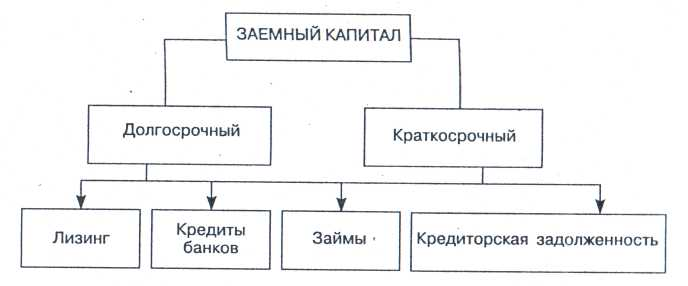 ЗАЕМНЫЙ КАПИТАЛ
Долгосрочный
Краткосрочный
Лизинг
Кредиты
банков
Займы
Кредиторская задолженность